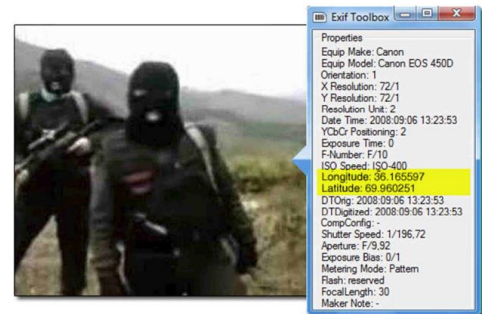 Exif Toolbox
Properties
Equip Make: Canon
Equip Model: Canon EOS 450D
Orientation: 1
X Resolution: 72/1
Y Resolution: 72/1
Resolution Unit: 2
Date Time: 2008:09:06 13:23:53
YCbCr Positioning: 2
Exposure Time: 0
F-Number: F/10
ISO Speed: ISO-400
Longitude: 36.165597
Latitude: 69.960251
DTOrig: 2008:09:06 13:23:53
DTDigitized: 2008:09:06 13:23:53
CompConfig: -
Shutter Speed: 1/196,72
Aperture: F/9,92
Exposure Bias: 0/1
Metering Mode: Pattern
Flash: reserved
FocalLength: 30
Maker Note: -